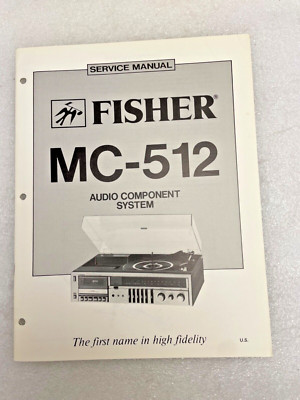 SERVICE MANUAL
FISHER®
MC-512
AUDIO COMPONENT
SYSTEM
The first name in high fidelity
U.S.